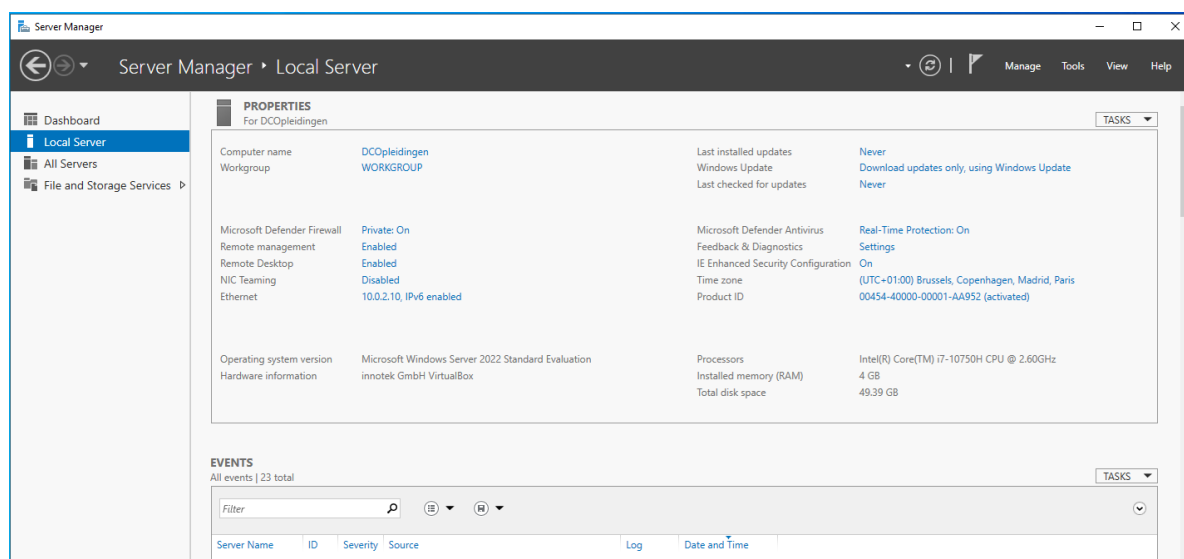 Server Manager
Server Manager ‣ Local Server
Manage Tools View Help
Dashboard
Local Server
All Servers
File and Storage Services
PROPERTIES
For DCOpleidingen
TASKS
Computer name DCOpleidingen
Workgroup WORKGROUP
Last installed updates Never
Windows Update Download updates only, using Windows Update
Last checked for updates Never
Microsoft Defender Firewall Private: On
Remote management Enabled
Remote Desktop Enabled
NIC Teaming Disabled
Ethernet 10.0.2.10, IPv6 enabled
Microsoft Defender Antivirus Real-Time Protection: On
Feedback & Diagnostics Settings
IE Enhanced Security Configuration On
Time zone (UTC+01:00) Brussels, Copenhagen, Madrid, Paris
Product ID 00454-40000-00001-AA952 (activated)
Operating system version Microsoft Windows Server 2022 Standard Evaluation
Hardware information innotek GmbH VirtualBox
Processors Intel(R) Core(TM) i7-10750H CPU @ 2.60GHz
Installed memory (RAM) 4 GB
Total disk space 49.39 GB
EVENTS
All events | 23 total
TASKS
Filter
Server Name ID Severity Source Log Date and Time